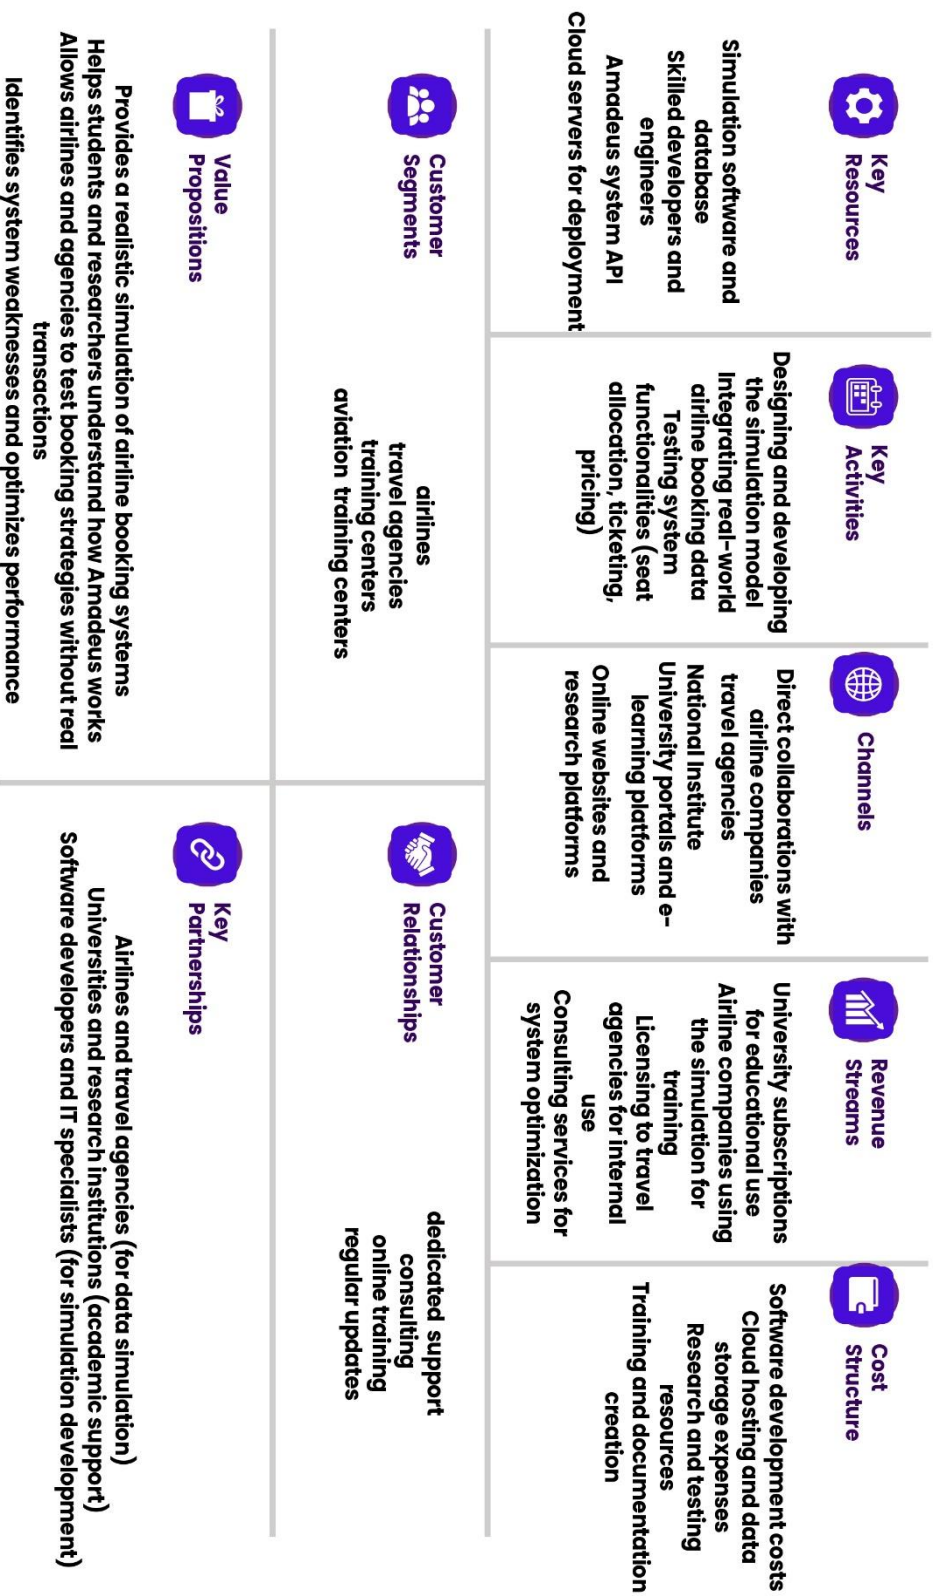 Key
Resources
Simulation software and
database
Skilled developers and
engineers
Amadeus system API
Cloud servers for deployment
Key
Activities
Designing and developing
the simulation model
Integrating real-world
airline booking data
Testing system
functionalities (seat
allocation, ticketing,
pricing)
Channels
Direct collaborations with
airline companies
travel agencies
National Institute
University portals and e-
learning platforms
Online websites and
research platforms
Revenue
Streams
University subscriptions
for educational use
Airline companies using
the simulation for
training
Licensing to travel
agencies for internal
use
Consulting services for
system optimization
Cost
Structure
Software development costs
Cloud hosting and data
storage expenses
Research and testing
resources
Training and documentation
creation
Customer
Segments
airlines
travel agencies
training centers
aviation training centers
Customer
Relationships
dedicated support
consulting
online training
regular updates
Value
Propositions
Provides a realistic simulation of airline booking systems
Helps students and researchers understand how Amadeus works
Allows airlines and agencies to test booking strategies without real
transactions
Identifies system weaknesses and optimizes performance
Key
Partnerships
Airlines and travel agencies (for data simulation)
Universities and research institutions (academic support)
Software developers and IT specialists (for simulation development)